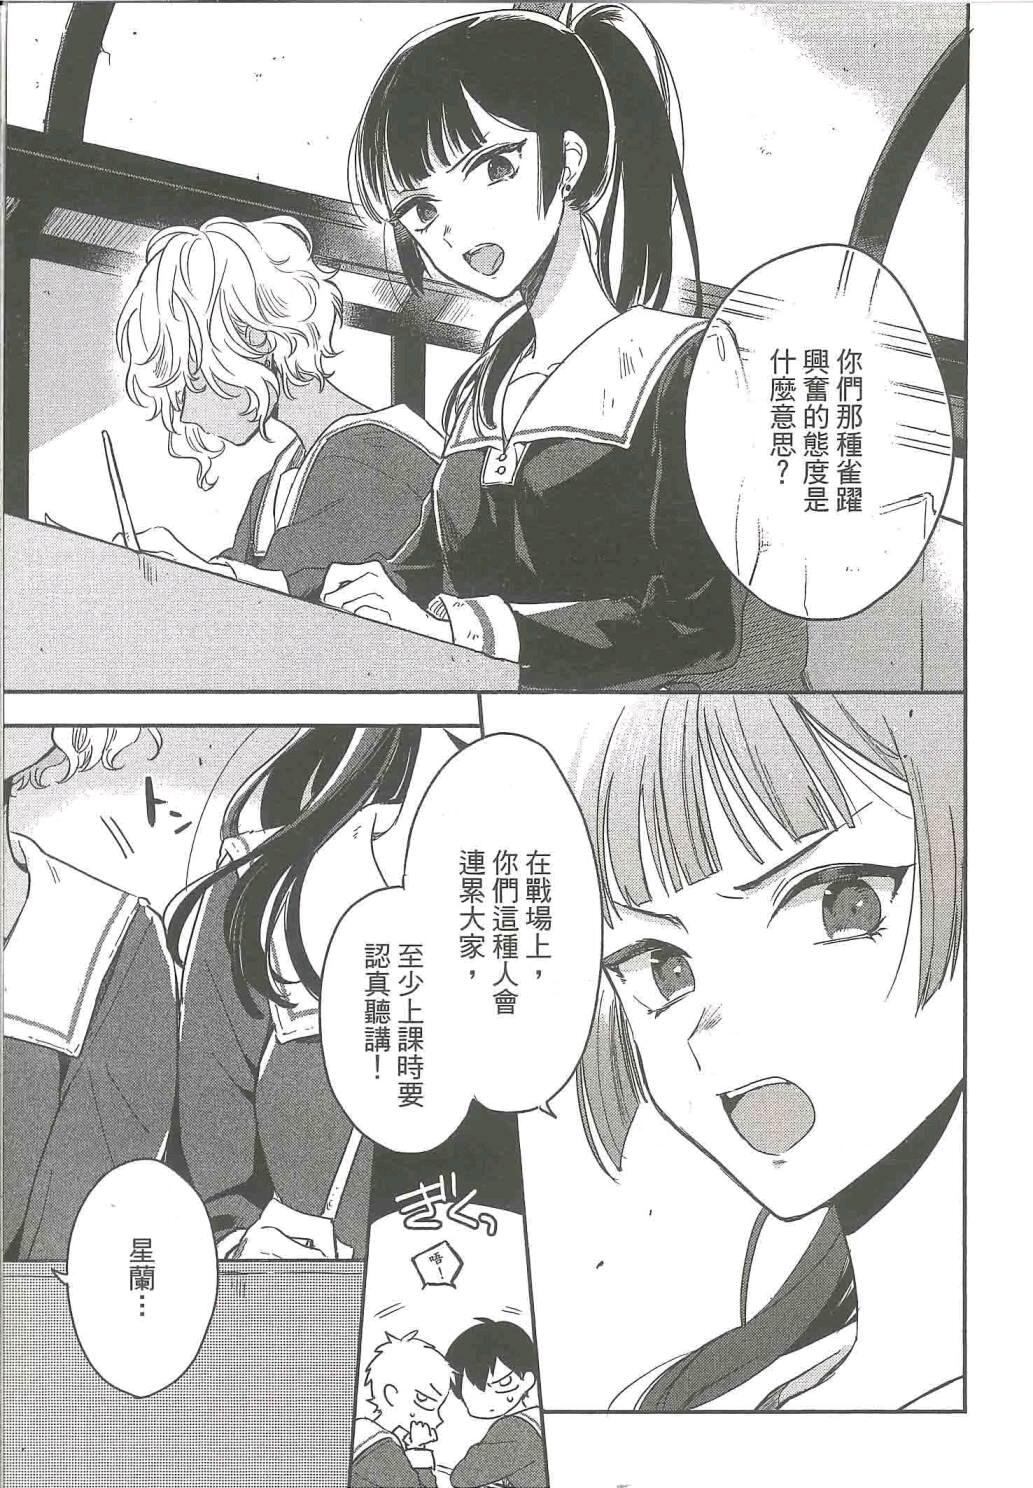 你們那種雀躍
興奮的態度是
什麼意思？
在戰場上，
你們這種人會
連累大家，
至少上課時要
認真聽講！
ぎくっ
唔！
トン
星蘭…